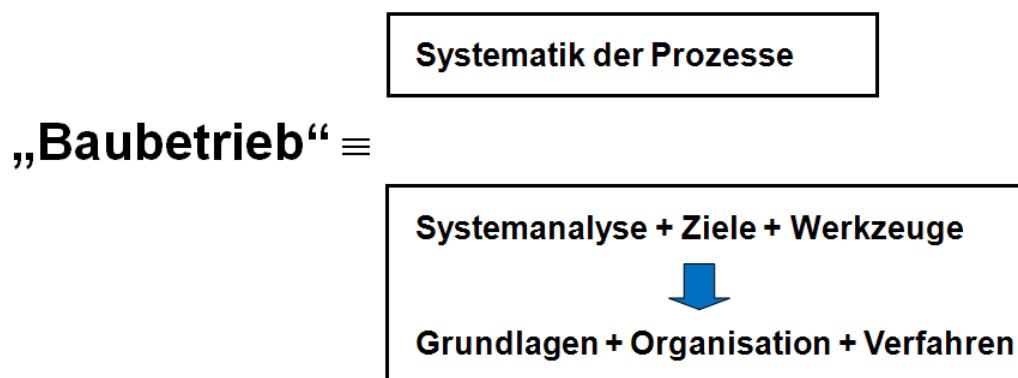 Systematik der Prozesse
„Baubetrieb“ ≡
Systemanalyse + Ziele + Werkzeuge
Grundlagen + Organisation + Verfahren